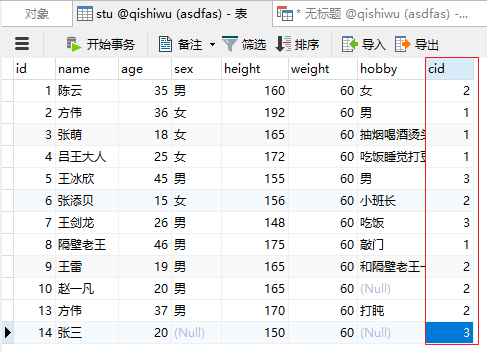 对象 stu @qishiwu (asdfas) - 表 * 无标题 @qishiwu (asdfas) -...
开始事务 备注 筛选 排序 导入 导出
id name age sex height weight hobby cid
1 陈云 35 男 160 60 女 2
2 方伟 36 女 192 60 男 1
3 张萌 18 女 165 60 抽烟喝酒烫头 1
4 吕王大人 25 女 172 60 吃饭睡觉打豆 1
5 王冰欣 45 男 155 60 男 3
6 张添贝 15 女 156 60 小班长 2
7 王剑龙 26 男 148 60 吃饭 3
8 隔壁老王 46 男 175 60 敲门 1
9 王雷 19 男 165 60 和隔壁老王一 2
10 赵一凡 20 男 165 60 (Null) 2
13 方伟 37 男 170 60 打盹 2
14 张三 20 (Null) 150 60 (Null) 3